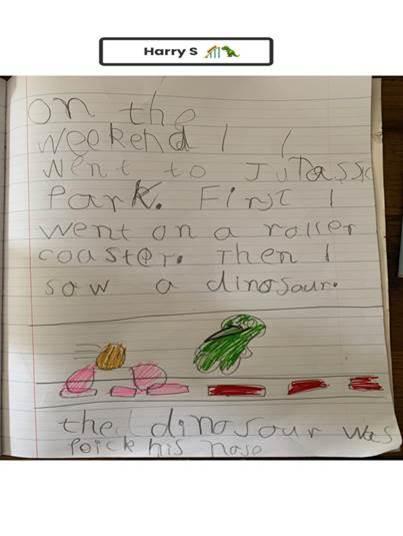 Harry S
on the
weekend I
went to Jurassic
Park. First I
went on a roller
coaster. Then I
saw a dinosaur.
the dinosaur was
Poick his nose